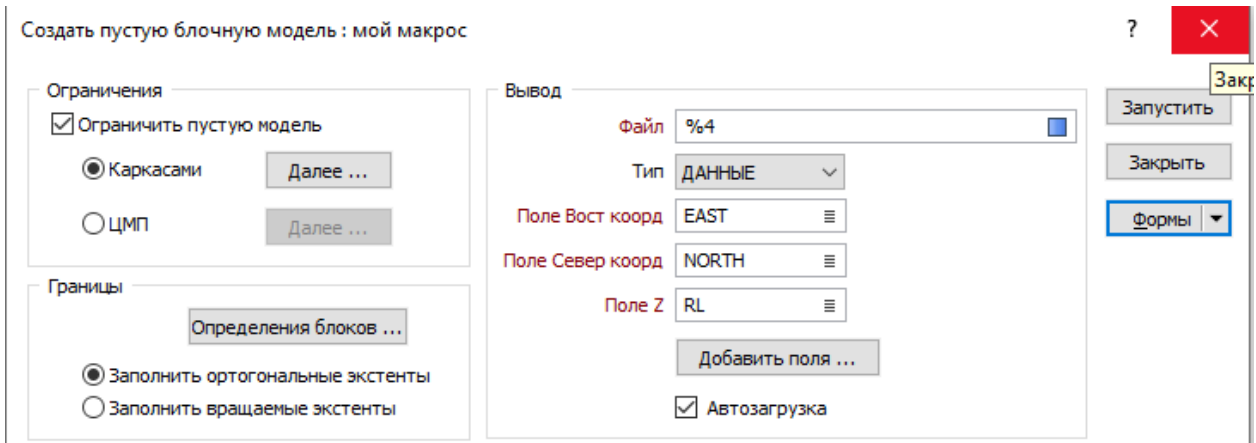 Создать пустую блочную модель : мой макрос
?
Закр
Ограничения
Ограничить пустую модель
Каркасами
Далее ...
ЦМП
Далее ...
Границы
Определения блоков ...
Заполнить ортогональные экстенты
Заполнить вращаемые экстенты
Вывод
Файл %4
Тип ДАННЫЕ
Поле Вост коорд EAST
Поле Север коорд NORTH
Поле Z RL
Добавить поля ...
Автозагрузка
Запустить
Закрыть
Формы